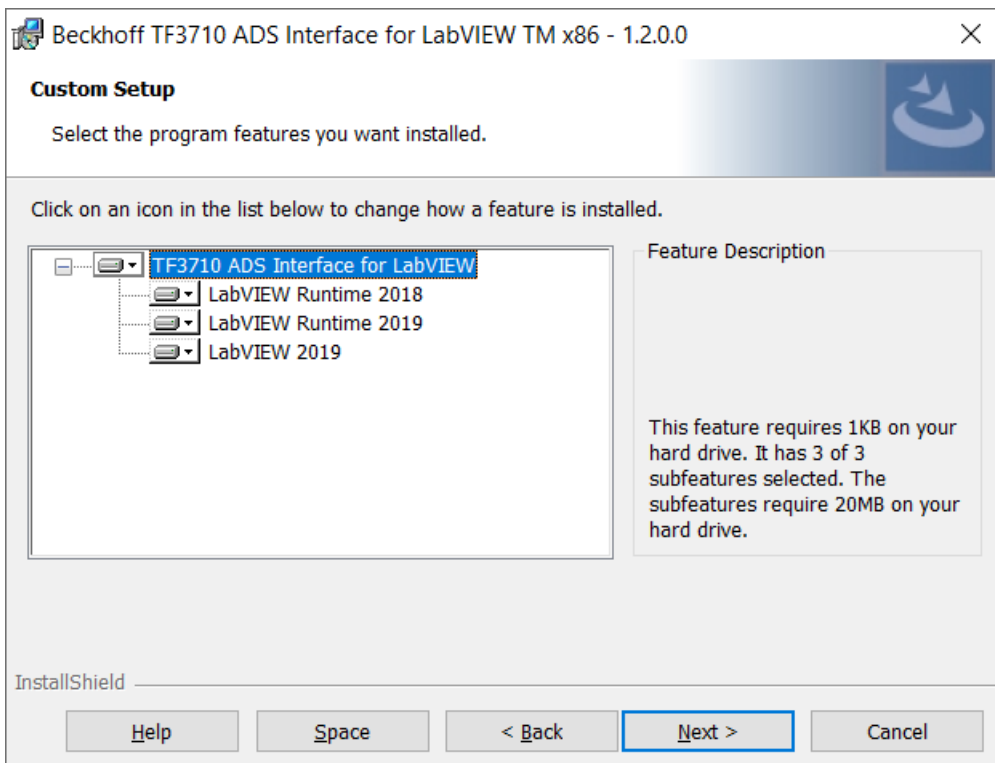 Beckhoff TF3710 ADS Interface for LabVIEW TM x86 - 1.2.0.0
Custom Setup
Select the program features you want installed.
Click on an icon in the list below to change how a feature is installed.
TF3710 ADS Interface for LabVIEW
LabVIEW Runtime 2018
LabVIEW Runtime 2019
LabVIEW 2019
Feature Description
This feature requires 1KB on your
hard drive. It has 3 of 3
subfeatures selected. The
subfeatures require 20MB on your
hard drive.
InstallShield
Help
Space
< Back
Next >
Cancel